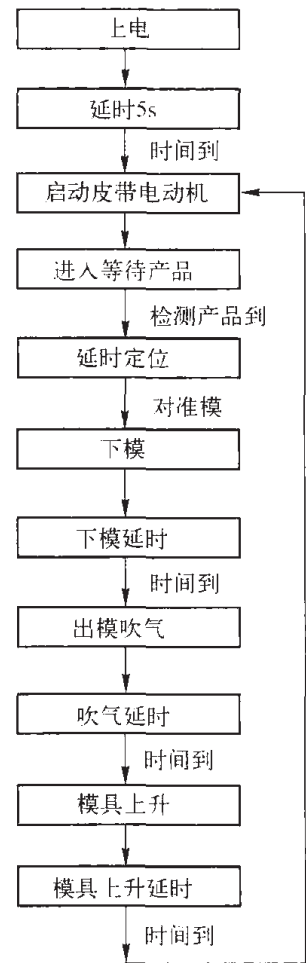 上电
延时5s
时间到
启动皮带电动机
进入等待产品
检测产品到
延时定位
对准模
下模
下模延时
时间到
出模吹气
吹气延时
时间到
模具上升
模具上升延时
时间到